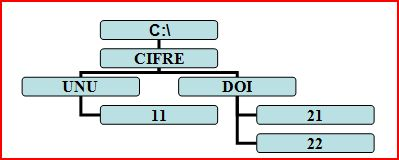 C:\
CIFRE
UNU DOI
11 21
22